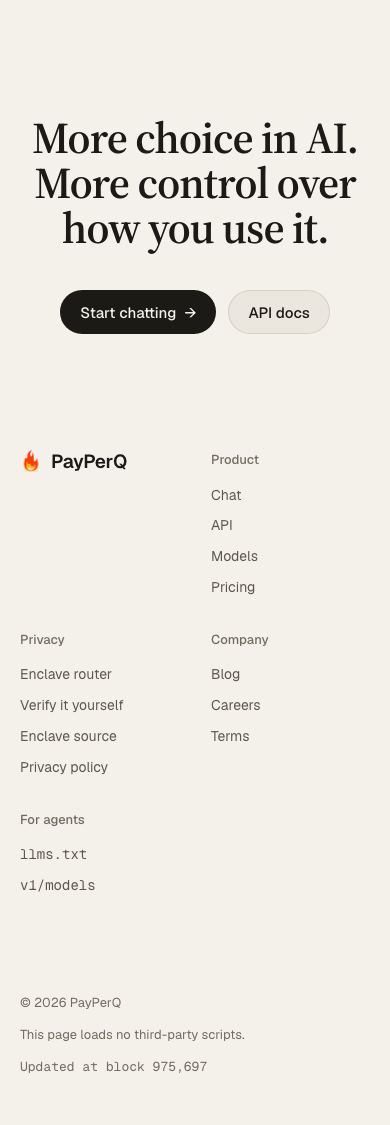 More choice in AI.
More control over
how you use it.
Start chatting →
API docs
PayPerQ
Product
Chat
API
Models
Pricing
Privacy
Enclave router
Verify it yourself
Enclave source
Privacy policy
Company
Blog
Careers
Terms
For agents
llms.txt
v1/models
© 2026 PayPerQ
This page loads no third-party scripts.
Updated at block 975,697